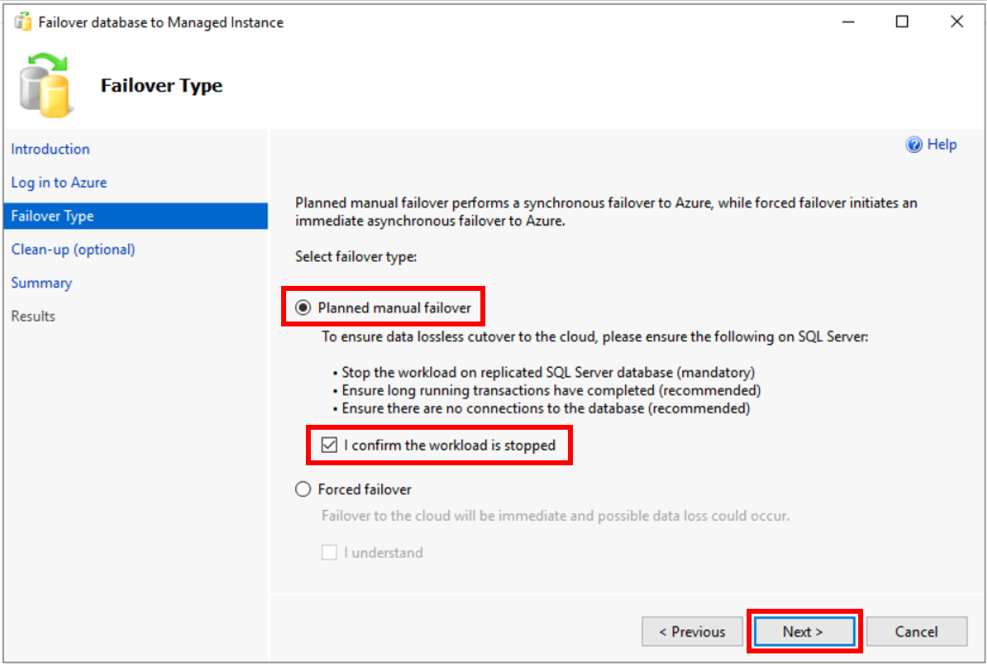 Failover database to Managed Instance
Failover Type
Introduction
Log in to Azure
Failover Type
Clean-up (optional)
Summary
Results
Help
Planned manual failover performs a synchronous failover to Azure, while forced failover initiates an
immediate asynchronous failover to Azure.
Select failover type:
Planned manual failover
To ensure data lossless cutover to the cloud, please ensure the following on SQL Server:
• Stop the workload on replicated SQL Server database (mandatory)
• Ensure long running transactions have completed (recommended)
• Ensure there are no connections to the database (recommended)
I confirm the workload is stopped
Forced failover
Failover to the cloud will be immediate and possible data loss could occur.
I understand
< Previous
Next >
Cancel